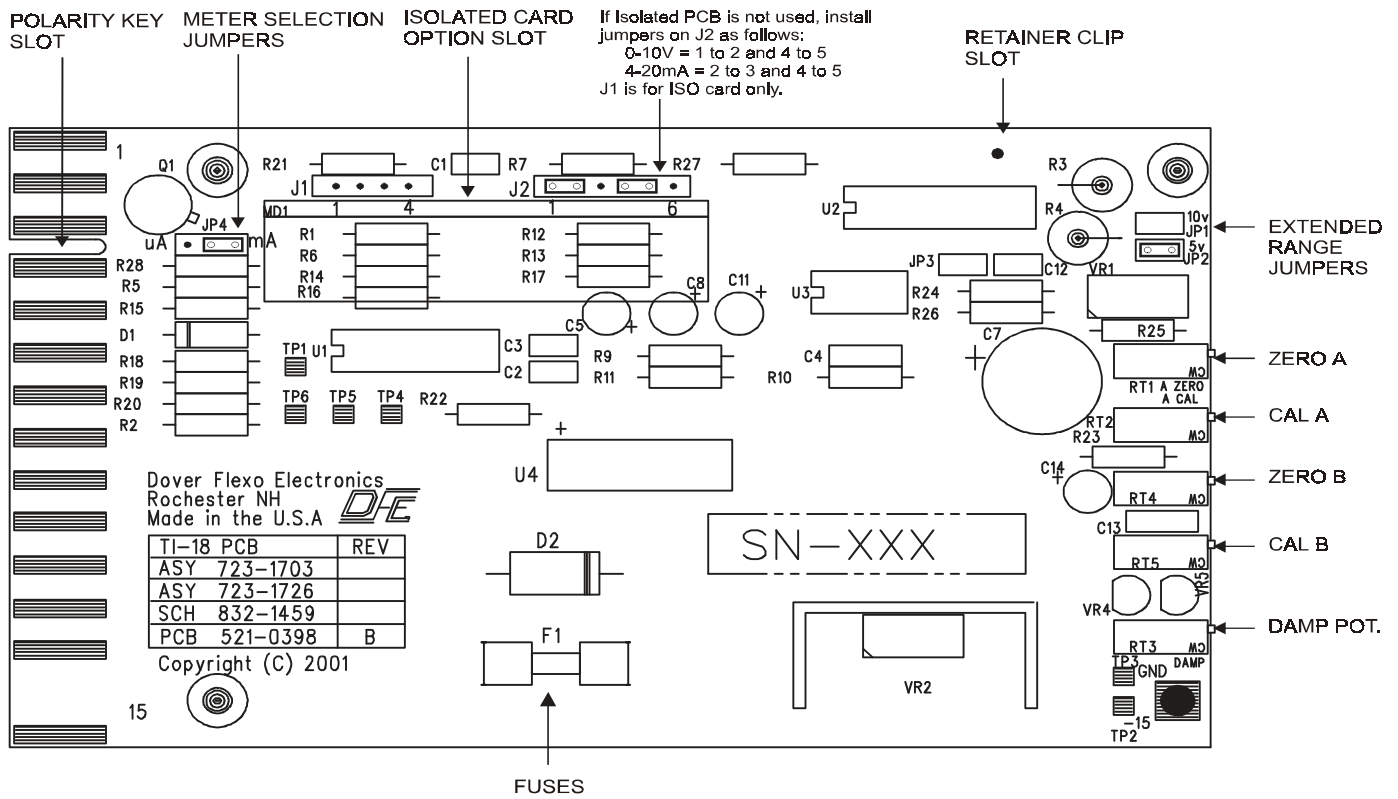 POLARITY KEY
SLOT
METER SELECTION
JUMPERS
ISOLATED CARD
OPTION SLOT
If Isolated PCB is not used, install
jumpers on J2 as follows:
0-10V = 1 to 2 and 4 to 5
4-20mA = 2 to 3 and 4 to 5
J1 is for ISO card only.
RETAINER CLIP
SLOT
1
Q1
R21
C1
R7
R27
R3
J1
J2
MD1
1
4
1
6
U2
R4
10v
JP1
5v
JP2
EXTENDED
RANGE
JUMPERS
JP4
uA
mA
R28
R5
R15
D1
R18
R19
R20
R2
R1
R6
R14
R16
R12
R13
R17
JP3
C12
VR1
U3
R24
R26
C5
C8
+
C11
+
+
C7
+
R25
TP1
U1
C3
C2
R9
R11
C4
R10
CW
RT1
A ZERO
A CAL
ZERO A
TP6
TP5
TP4
R22
RT2
CW
CAL A
R23
+
U4
C14
+
RT4
CW
ZERO B
C13
Dover Flexo Electronics
Rochester NH
Made in the U.S.A
DFE
TI-18 PCB REV
ASY 723-1703
ASY 723-1726
SCH 832-1459
PCB 521-0398 B
Copyright (C) 2001
D2
SN-XXX
RT5
CW
CAL B
VR4
VR5
F1
VR2
RT3
CW
DAMP
DAMP POT.
TP3
GND
-15
TP2
15
FUSES